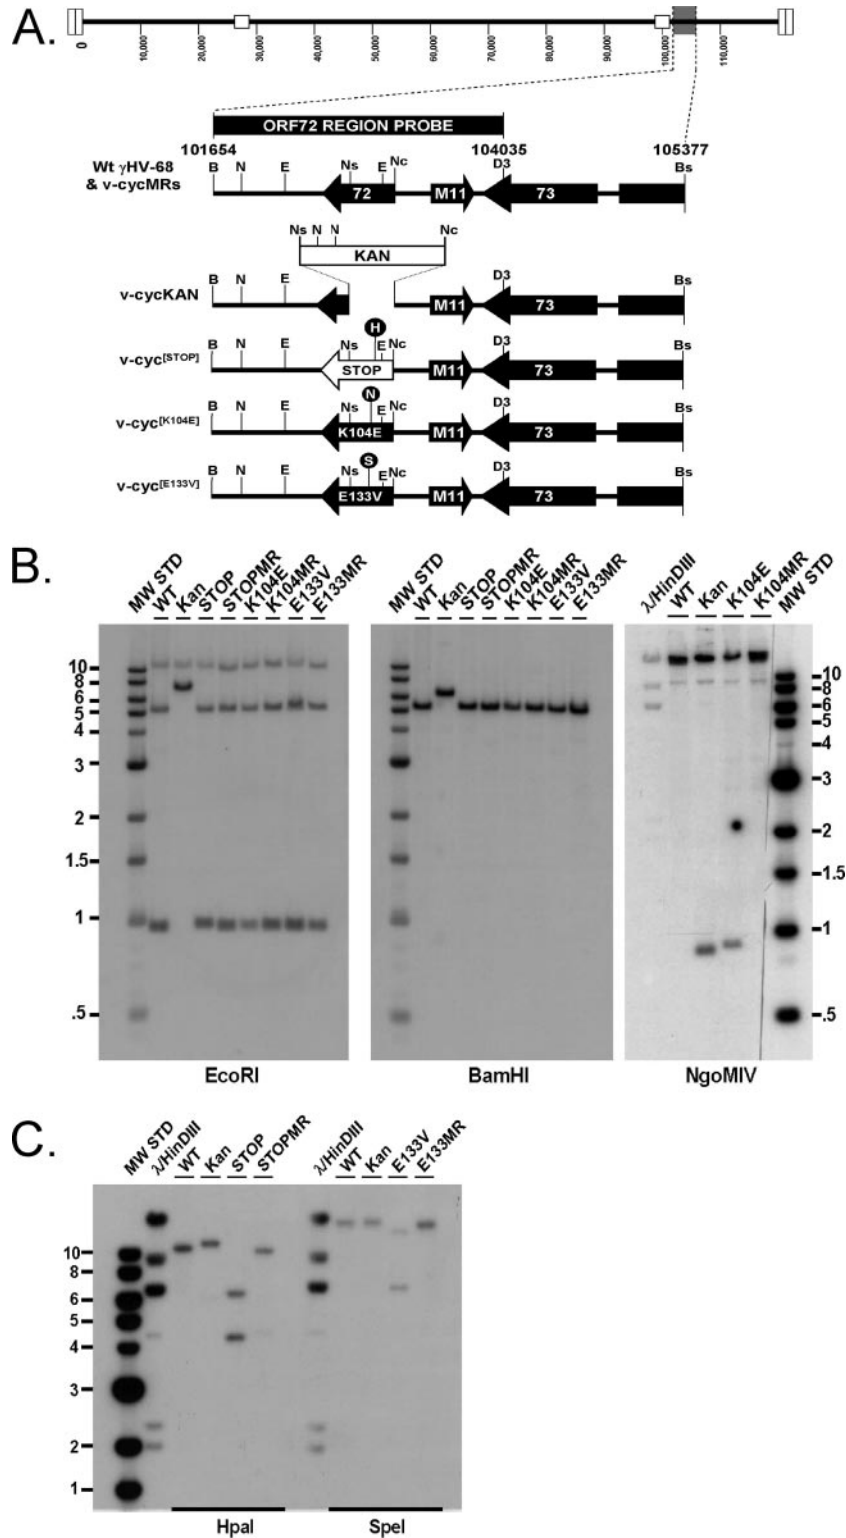 A.
0
10,000
20,000
30,000
40,000
50,000
60,000
70,000
80,000
90,000
100,000
110,000
ORF72 REGION PROBE
101654 104035 105377
Wt γHV-68 & v-cycMRs
B N E Ns E Nc D3 Bs
72 M11 73
Ns N N Nc
KAN
v-cycKAN
B N E D3 Bs
M11 73
H
v-cyc[STOP]
B N E Ns E Nc D3 Bs
STOP M11 73
N
v-cyc[K104E]
B N E Ns E Nc D3 Bs
K104E M11 73
S
v-cyc[E133V]
B N E Ns E Nc D3 Bs
E133V M11 73
B.
MW STD WT Kan STOP STOPMR K104E K104MR E133V E133MR
10
8
6
5
4
3
2
1.5
1
.5
EcoRI
MW STD WT Kan STOP STOPMR K104E K104MR E133V E133MR
BamHI
λ/HinDIII WT Kan K104E K104MR MW STD
10
8
6
5
4
3
2
1.5
1
.5
NgoMIV
C.
MW STD λ/HinDIII WT Kan STOP STOPMR λ/HinDIII WT Kan E133V E133MR
10
8
6
5
4
3
2
1
HpaI SpeI